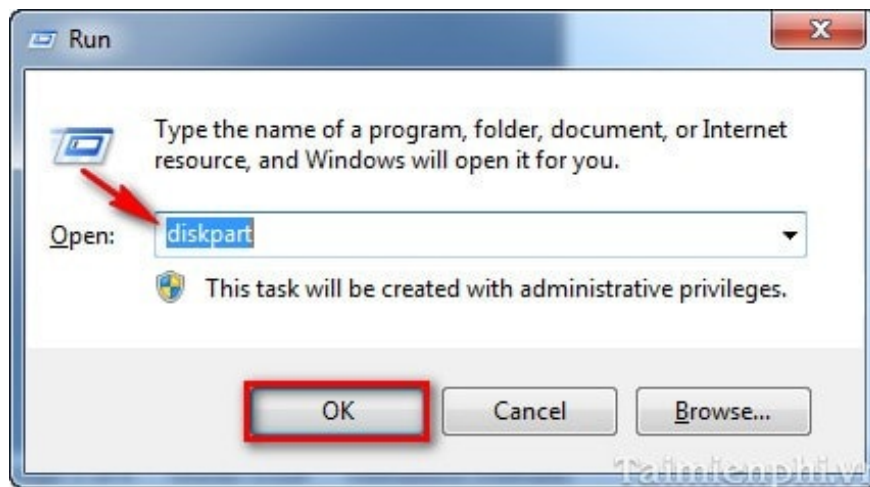 Run
Type the name of a program, folder, document, or Internet
resource, and Windows will open it for you.
Open: diskpart
This task will be created with administrative privileges.
OK Cancel Browse...
Taimienphi.vn